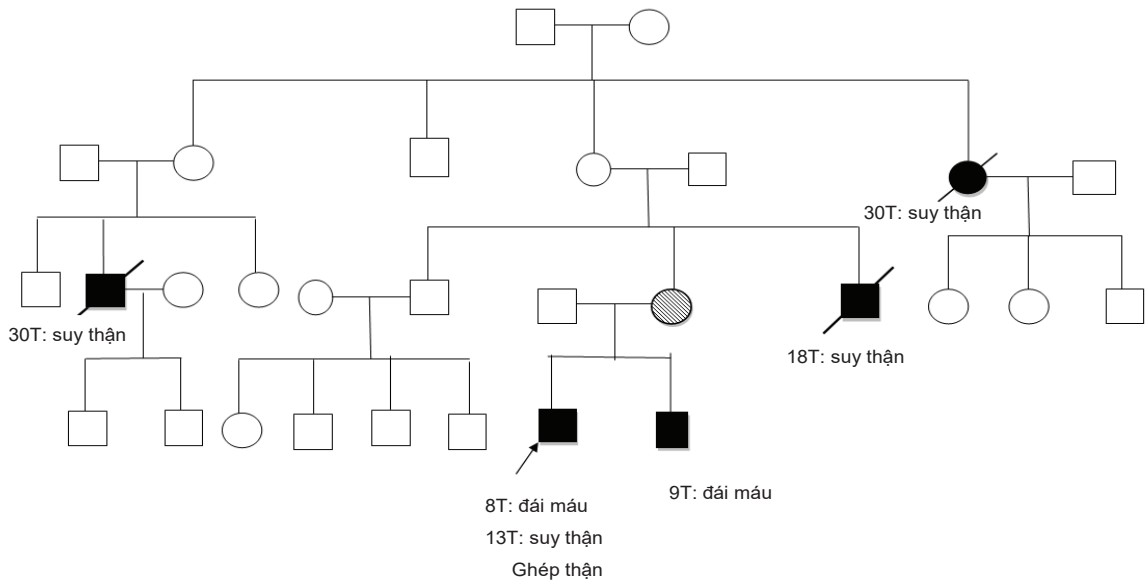 30T: suy thận
30T: suy thận
18T: suy thận
8T: đái máu
9T: đái máu
13T: suy thận
Ghép thận